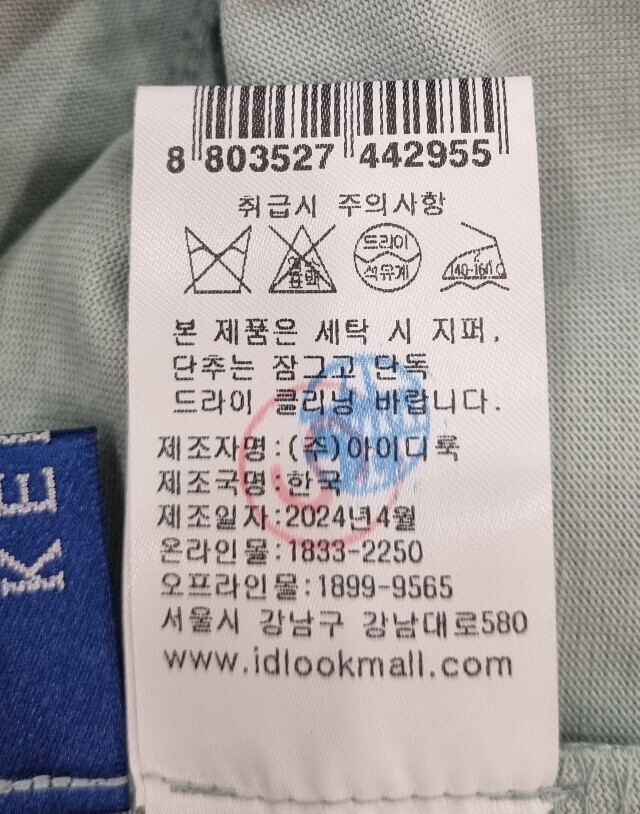 8 803527 442955
취급시 주의사항
드라이
석유계
140-160℃
본 제품은 세탁 시 지퍼,
단추는 잠그고 단독
드라이 클리닝 바랍니다.
제조자명:(주)아이디룩
제조국명:한국
제조일자:2024년4월
온라인몰:1833-2250
오프라인몰:1899-9565
서울시 강남구 강남대로580
www.idlookmall.com
KE